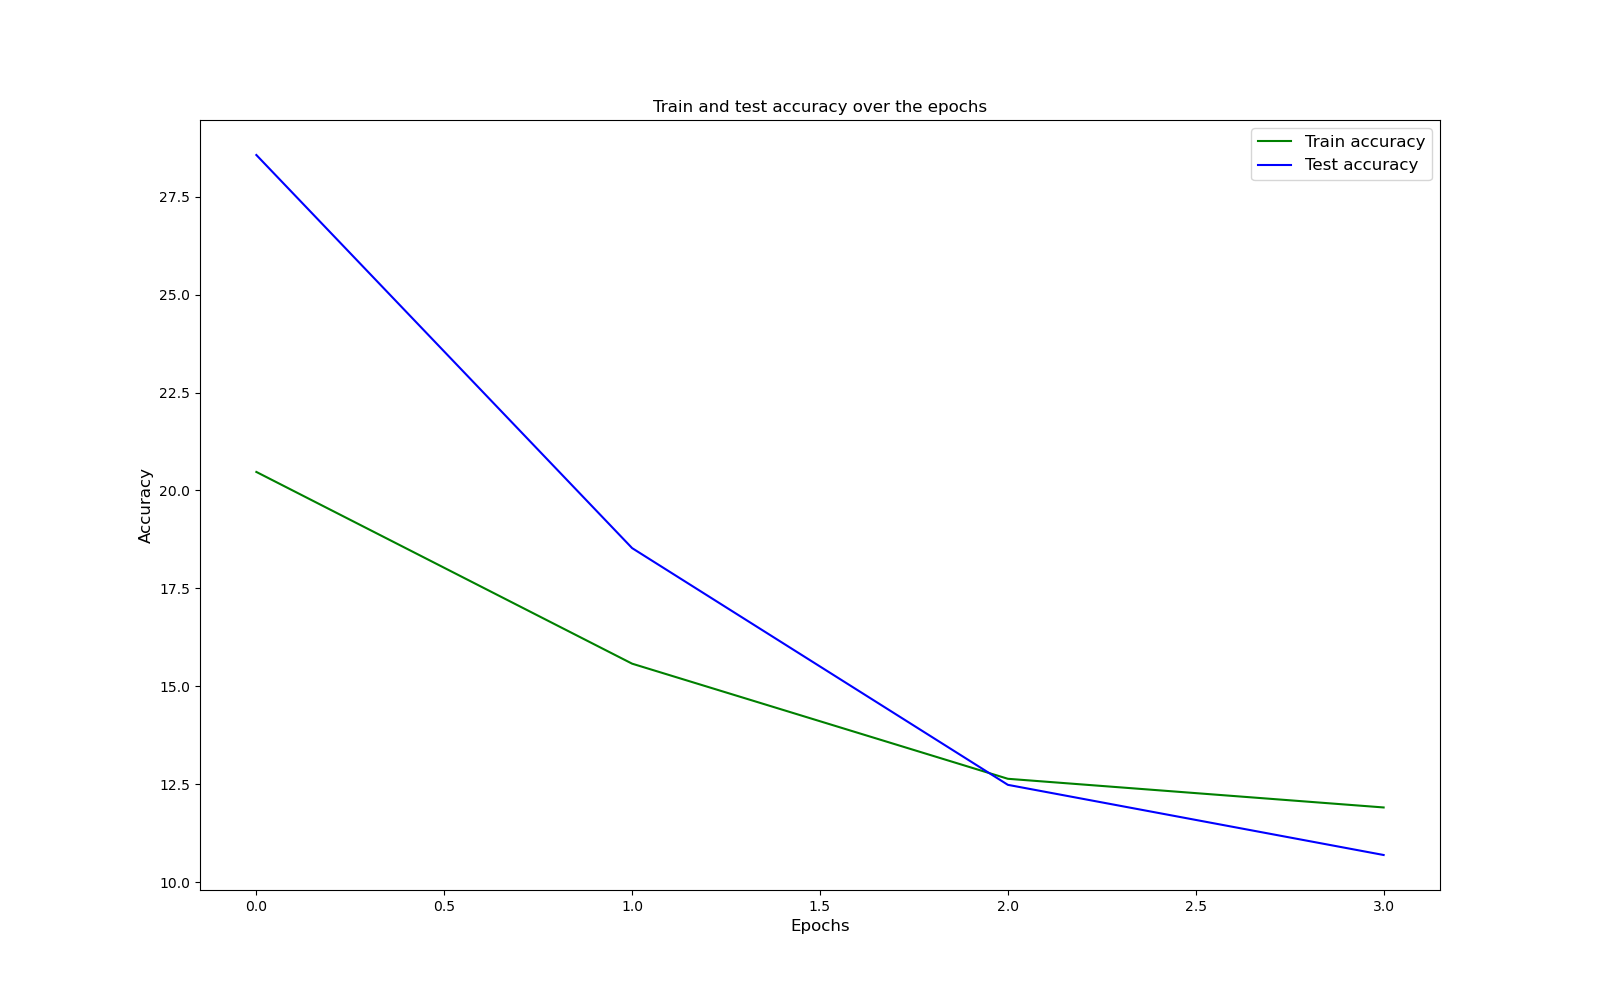 Train and test accuracy over the epochs
Train accuracy
Test accuracy
27.5
25.0
22.5
20.0
17.5
15.0
12.5
10.0
Accuracy
0.0 0.5 1.0 1.5 2.0 2.5 3.0
Epochs